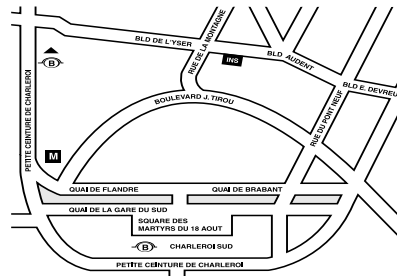 BLD DE L'YSER
RUE DE LA MONTAGNE
INS
BLD AUDENT
BLD E. DEVREU
B
PETITE CEINTURE DE CHARLEROI
BOULEVARD J. TIROU
RUE DU PONT NEUF
M
QUAI DE FLANDRE
QUAI DE BRABANT
QUAI DE LA GARE DU SUD
SQUARE DES
MARTYRS DU 18 AOUT
B
CHARLEROI SUD
PETITE CEINTURE DE CHARLEROI